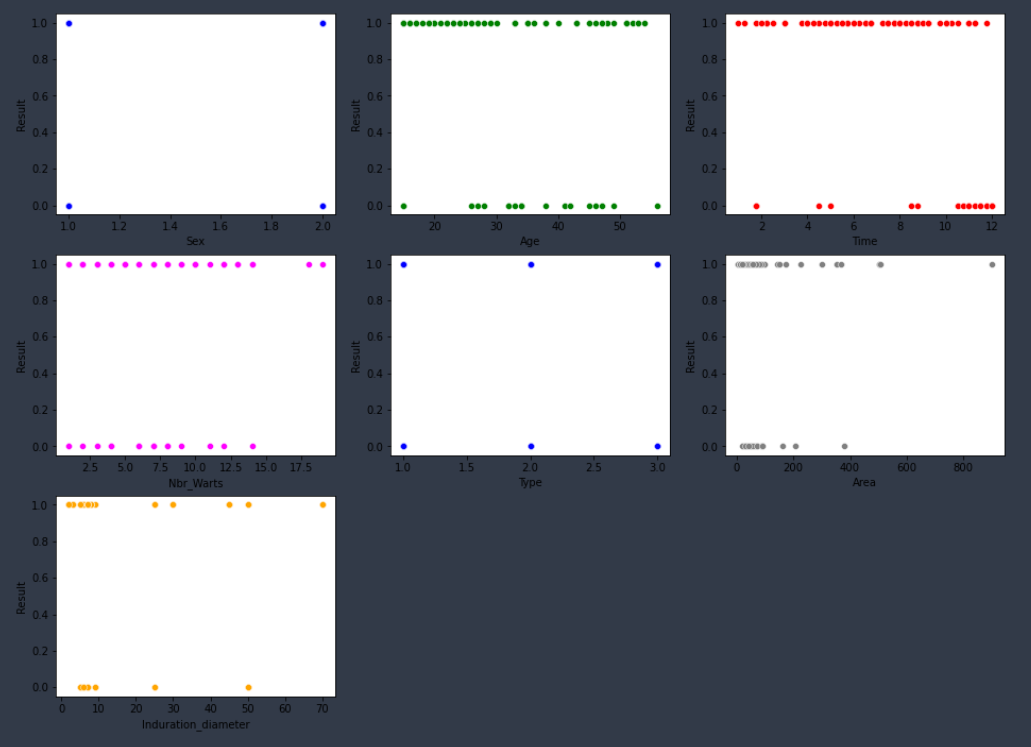 1.0
0.8
0.6
0.4
0.2
0.0
Result
1.0 1.2 1.4 1.6 1.8 2.0
Sex
1.0
0.8
0.6
0.4
0.2
0.0
Result
20 30 40 50
Age
1.0
0.8
0.6
0.4
0.2
0.0
Result
2 4 6 8 10 12
Time
1.0
0.8
0.6
0.4
0.2
0.0
Result
2.5 5.0 7.5 10.0 12.5 15.0 17.5
Nbr_Warts
1.0
0.8
0.6
0.4
0.2
0.0
Result
1.0 1.5 2.0 2.5 3.0
Type
1.0
0.8
0.6
0.4
0.2
0.0
Result
0 200 400 600 800
Area
1.0
0.8
0.6
0.4
0.2
0.0
Result
0 10 20 30 40 50 60 70
Induration_diameter